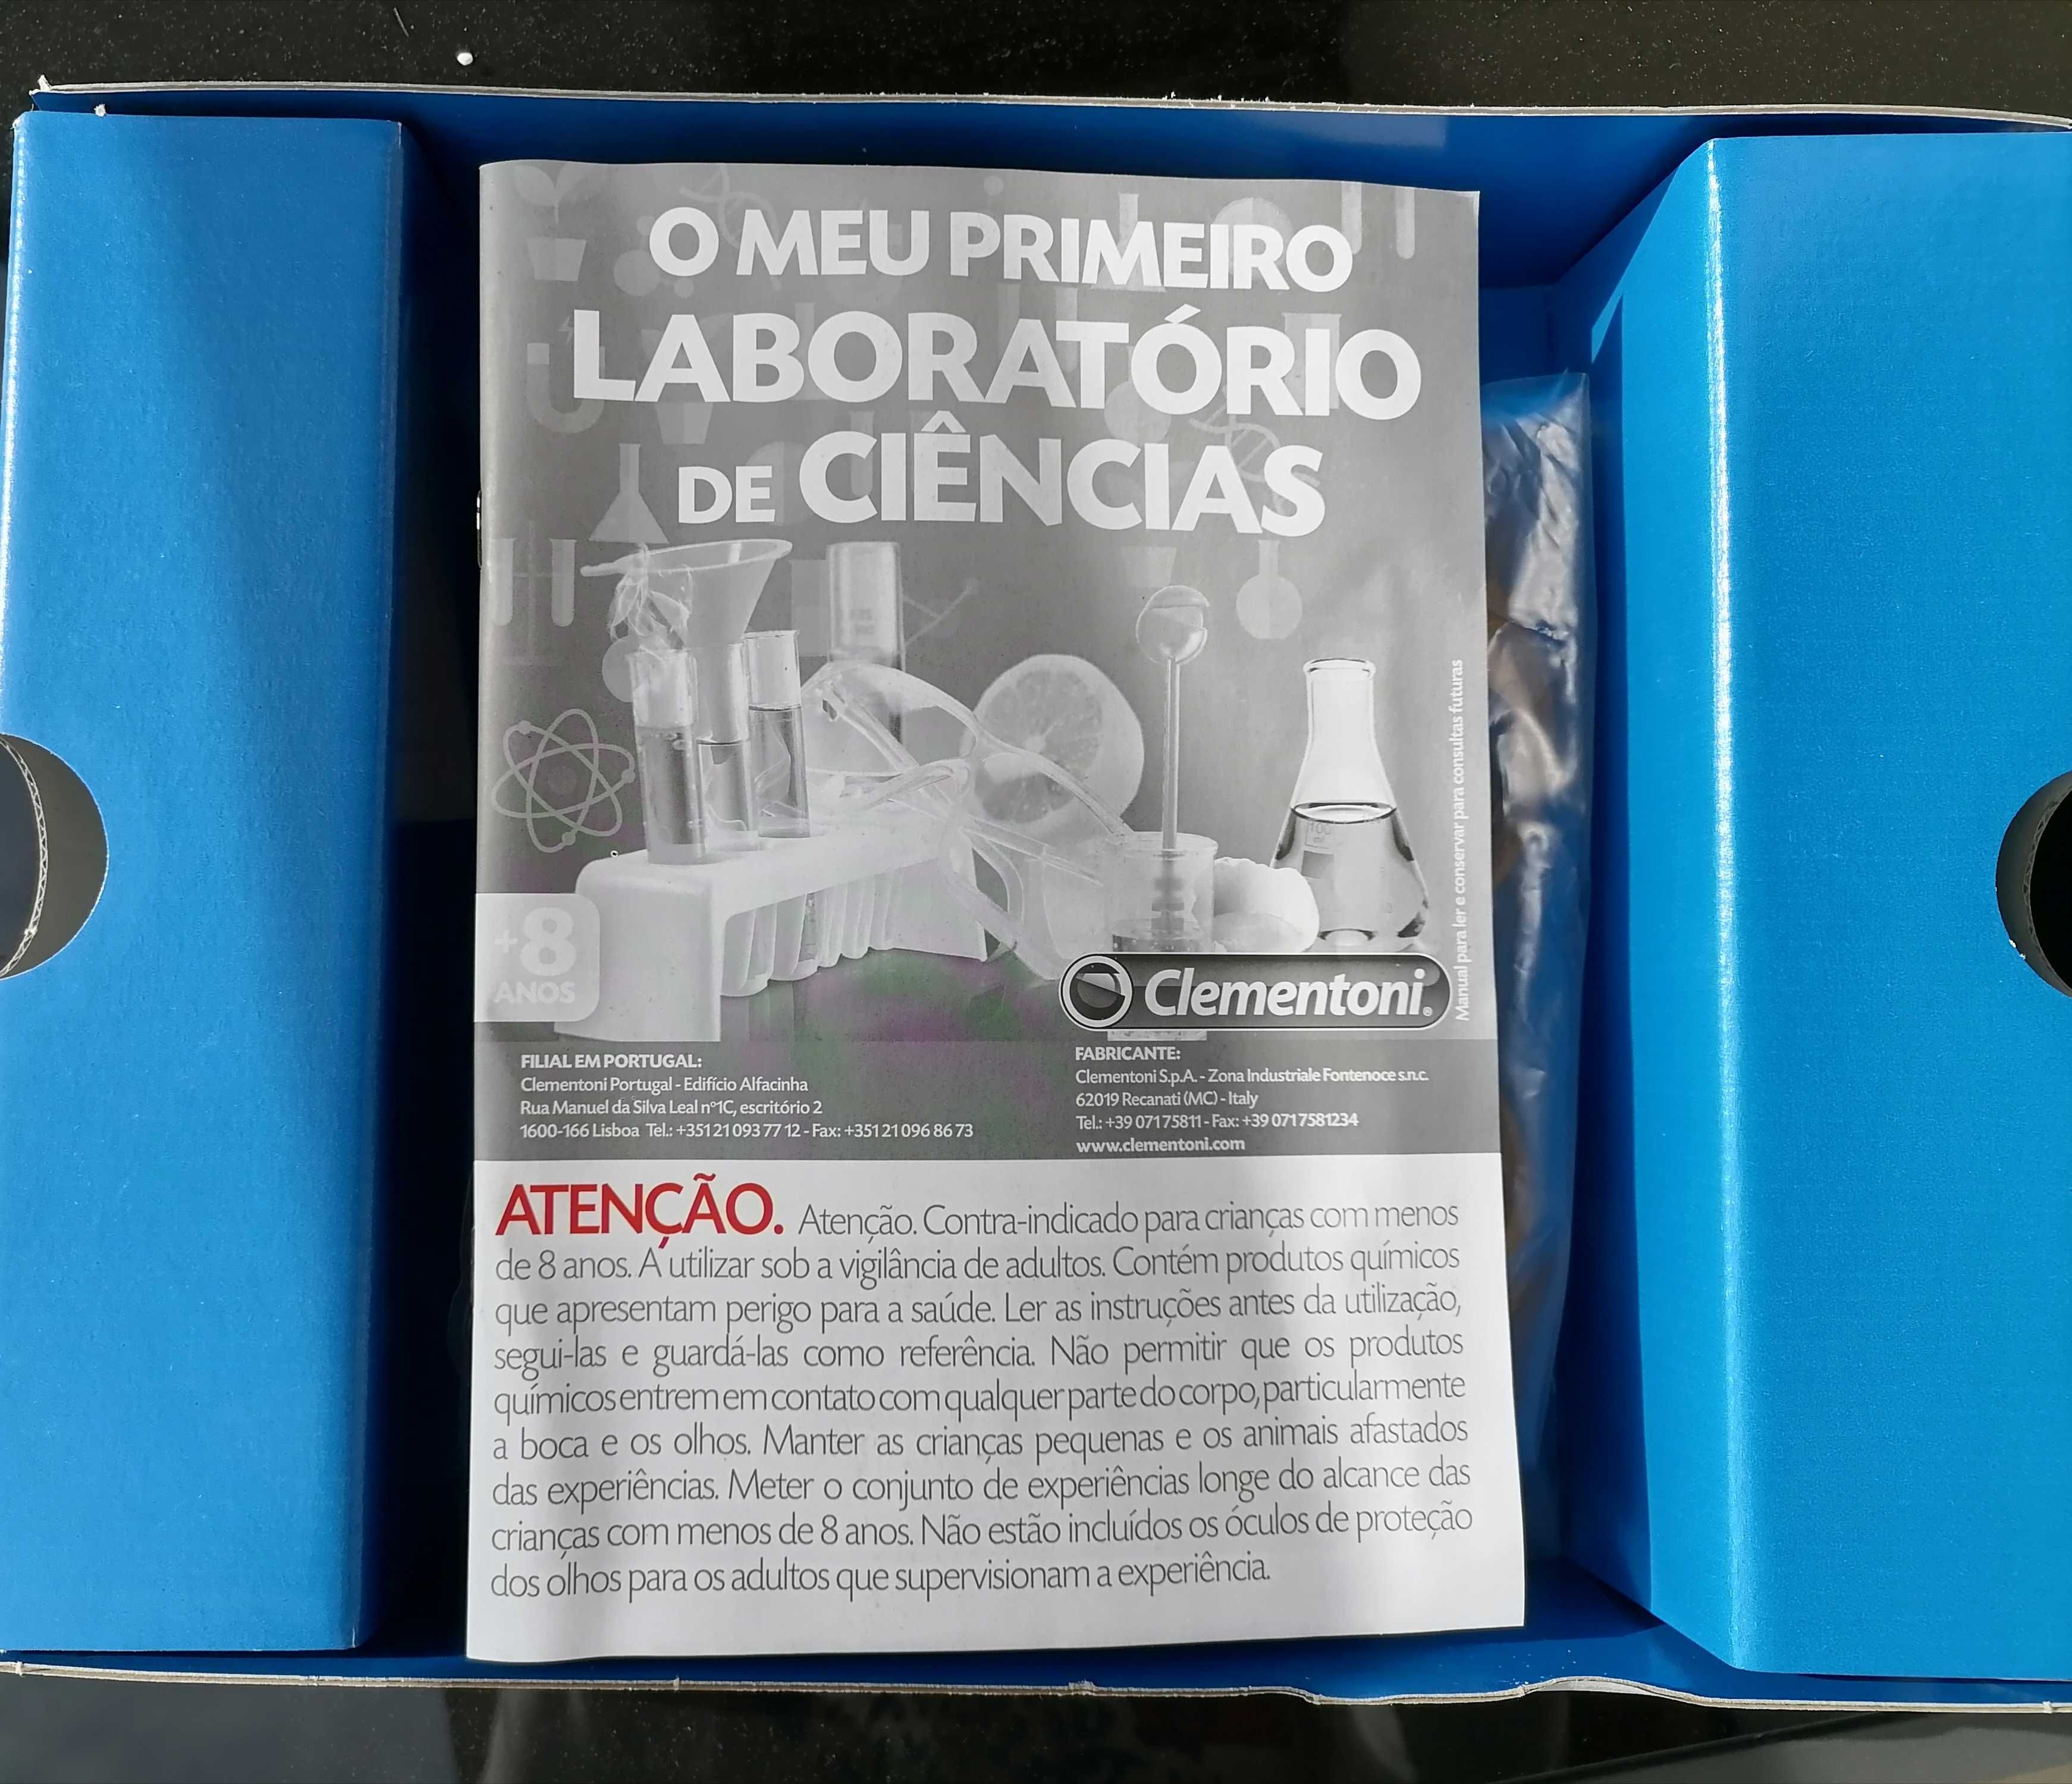 O MEU PRIMEIRO
LABORATÓRIO
DE CIÊNCIAS
+8
ANOS
Clementoni®
Manual para ler e conservar para consultas futuras
FILIAL EM PORTUGAL:
Clementoni Portugal - Edifício Alfacinha
Rua Manuel da Silva Leal nº1C, escritório 2
1600-166 Lisboa Tel.: +351 21 093 77 12 - Fax: +351 21 096 86 73
FABRICANTE:
Clementoni S.p.A. - Zona Industriale Fontenoce s.n.c.
62019 Recanati (MC) - Italy
Tel.: +39 071 75811 - Fax: +39 071 7581234
www.clementoni.com
ATENÇÃO. Atenção. Contra-indicado para crianças com menos
de 8 anos. A utilizar sob a vigilância de adultos. Contém produtos químicos
que apresentam perigo para a saúde. Ler as instruções antes da utilização,
segui-las e guardá-las como referência. Não permitir que os produtos
químicos entrem em contato com qualquer parte do corpo, particularmente
a boca e os olhos. Manter as crianças pequenas e os animais afastados
das experiências. Meter o conjunto de experiências longe do alcance das
crianças com menos de 8 anos. Não estão incluídos os óculos de proteção
dos olhos para os adultos que supervisionam a experiência.